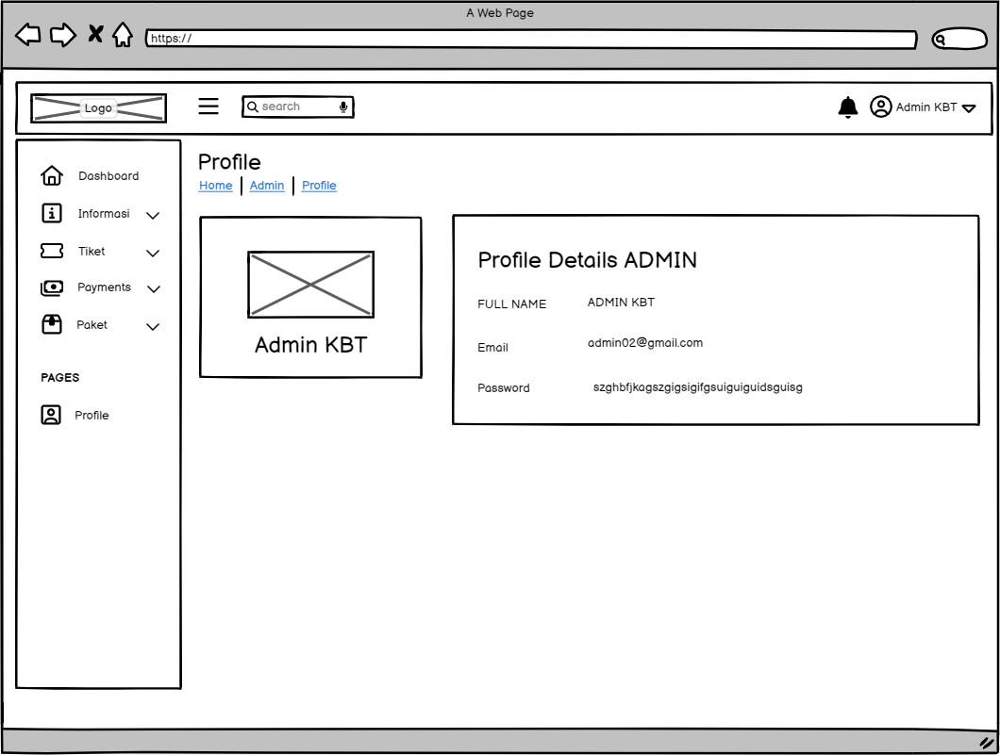 A Web Page
https://
Logo
search
Admin KBT
Dashboard
Informasi
Tiket
Payments
Paket
PAGES
Profile
Profile
Home Admin Profile
Admin KBT
Profile Details ADMIN
FULL NAME ADMIN KBT
Email admin02@gmail.com
Password szghbfjkagszgigsigifgsuiguiguidsguisg